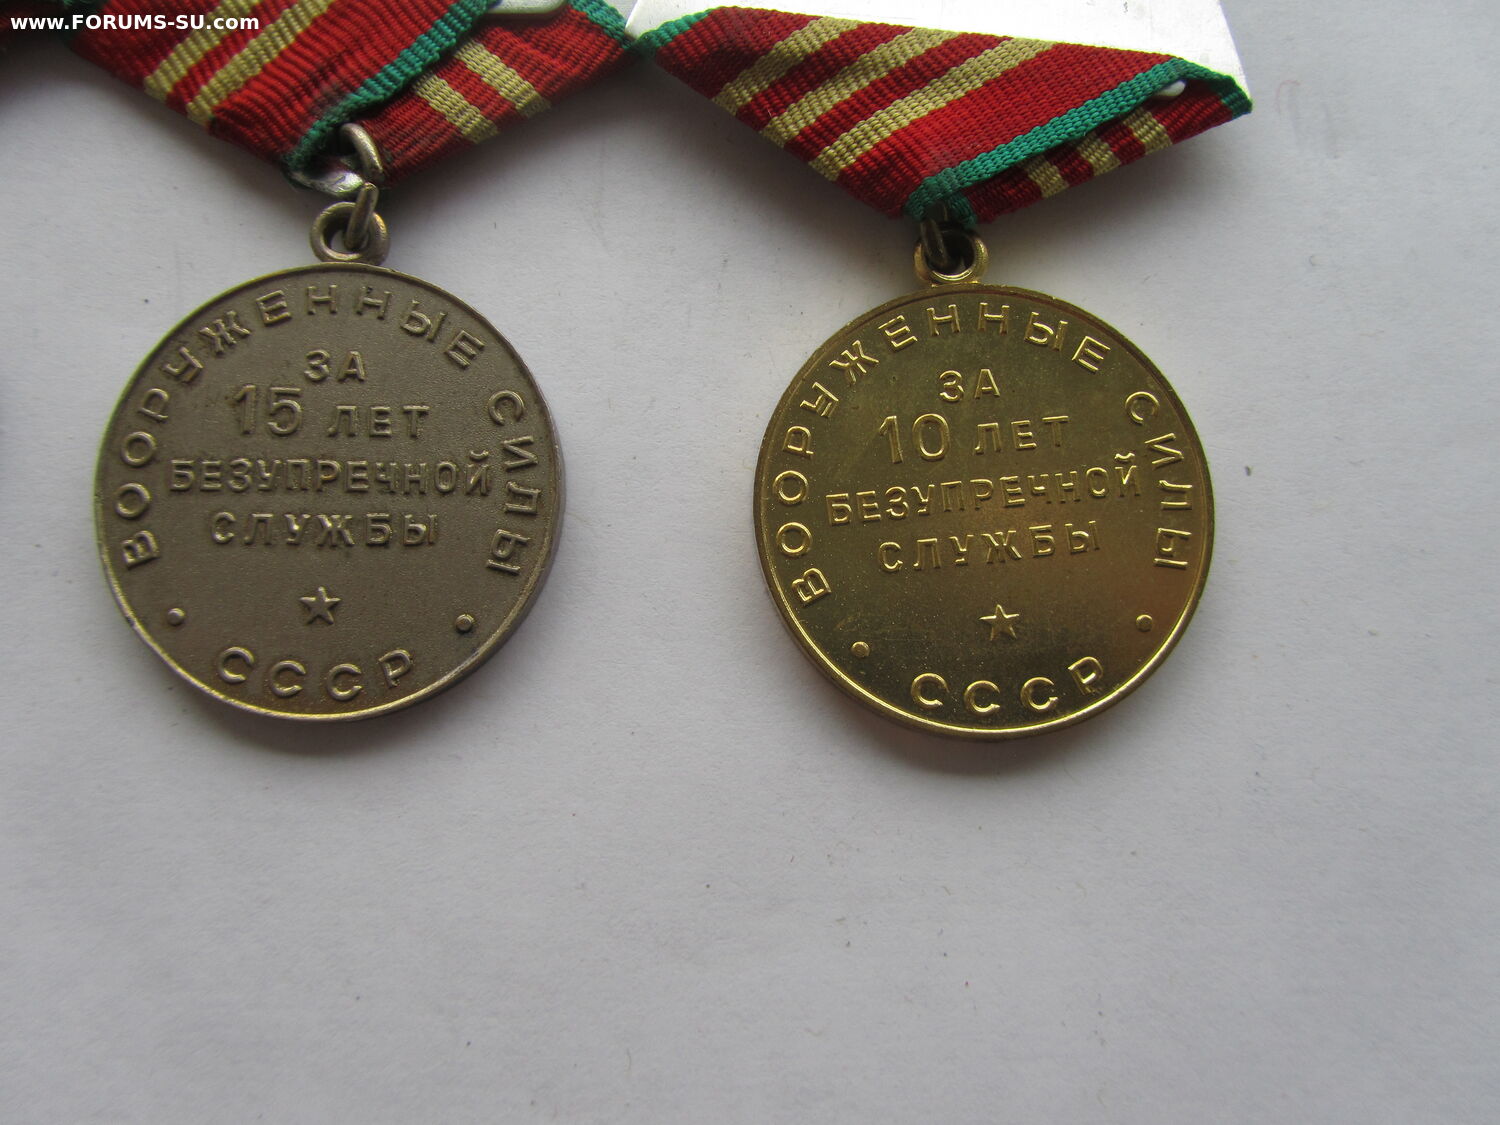 www.FORUMS-SU.com
ВООРУЖЕННЫЕ СИЛЫ
ЗА
15 ЛЕТ
БЕЗУПРЕЧНОЙ
СЛУЖБЫ
СССР
ВООРУЖЕННЫЕ СИЛЫ
ЗА
10 ЛЕТ
БЕЗУПРЕЧНОЙ
СЛУЖБЫ
СССР